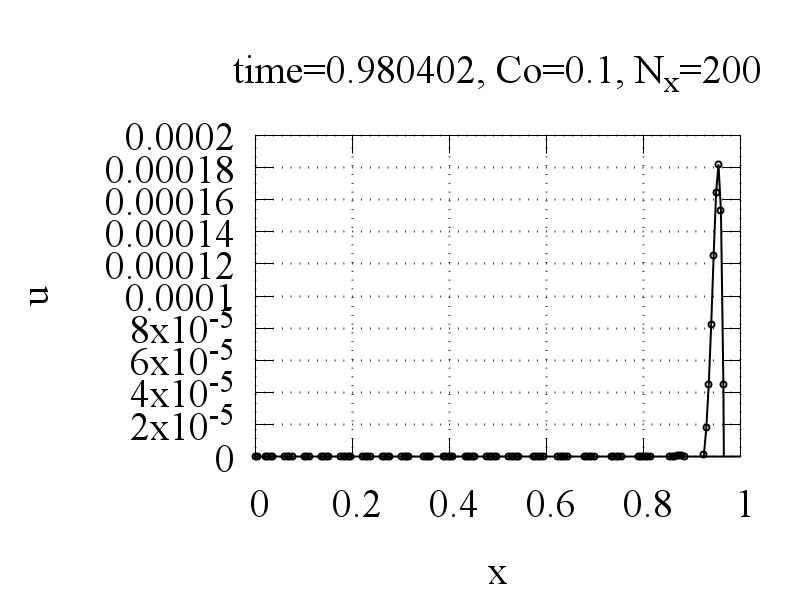 time=0.980402, Co=0.1, Nₓ=200
0.0002
0.00018
0.00016
0.00014
0.00012
0.0001
8x10⁻⁵
6x10⁻⁵
4x10⁻⁵
2x10⁻⁵
0
u
0 0.2 0.4 0.6 0.8 1
x